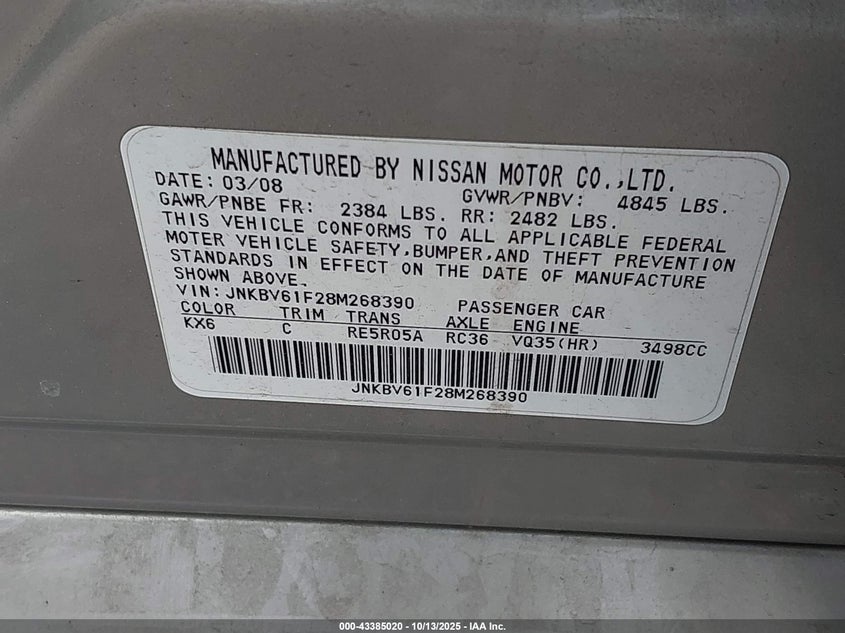 MANUFACTURED BY NISSAN MOTOR CO.,LTD.
DATE: 03/08 GVWR/PNBV: 4845 LBS.
GAWR/PNBE FR: 2384 LBS. RR: 2482 LBS.
THIS VEHICLE CONFORMS TO ALL APPLICABLE FEDERAL
MOTER VEHICLE SAFETY,BUMPER,AND THEFT PREVENTION
STANDARDS IN EFFECT ON THE DATE OF MANUFACTURE
SHOWN ABOVE.
VIN:JNKBV61F28M268390 PASSENGER CAR
COLOR TRIM TRANS AXLE ENGINE
KX6 C RE5R05A RC36 VQ35(HR) 3498CC
JNKBV61F28M268390
000-43385020 - 10/13/2025 - IAA Inc.